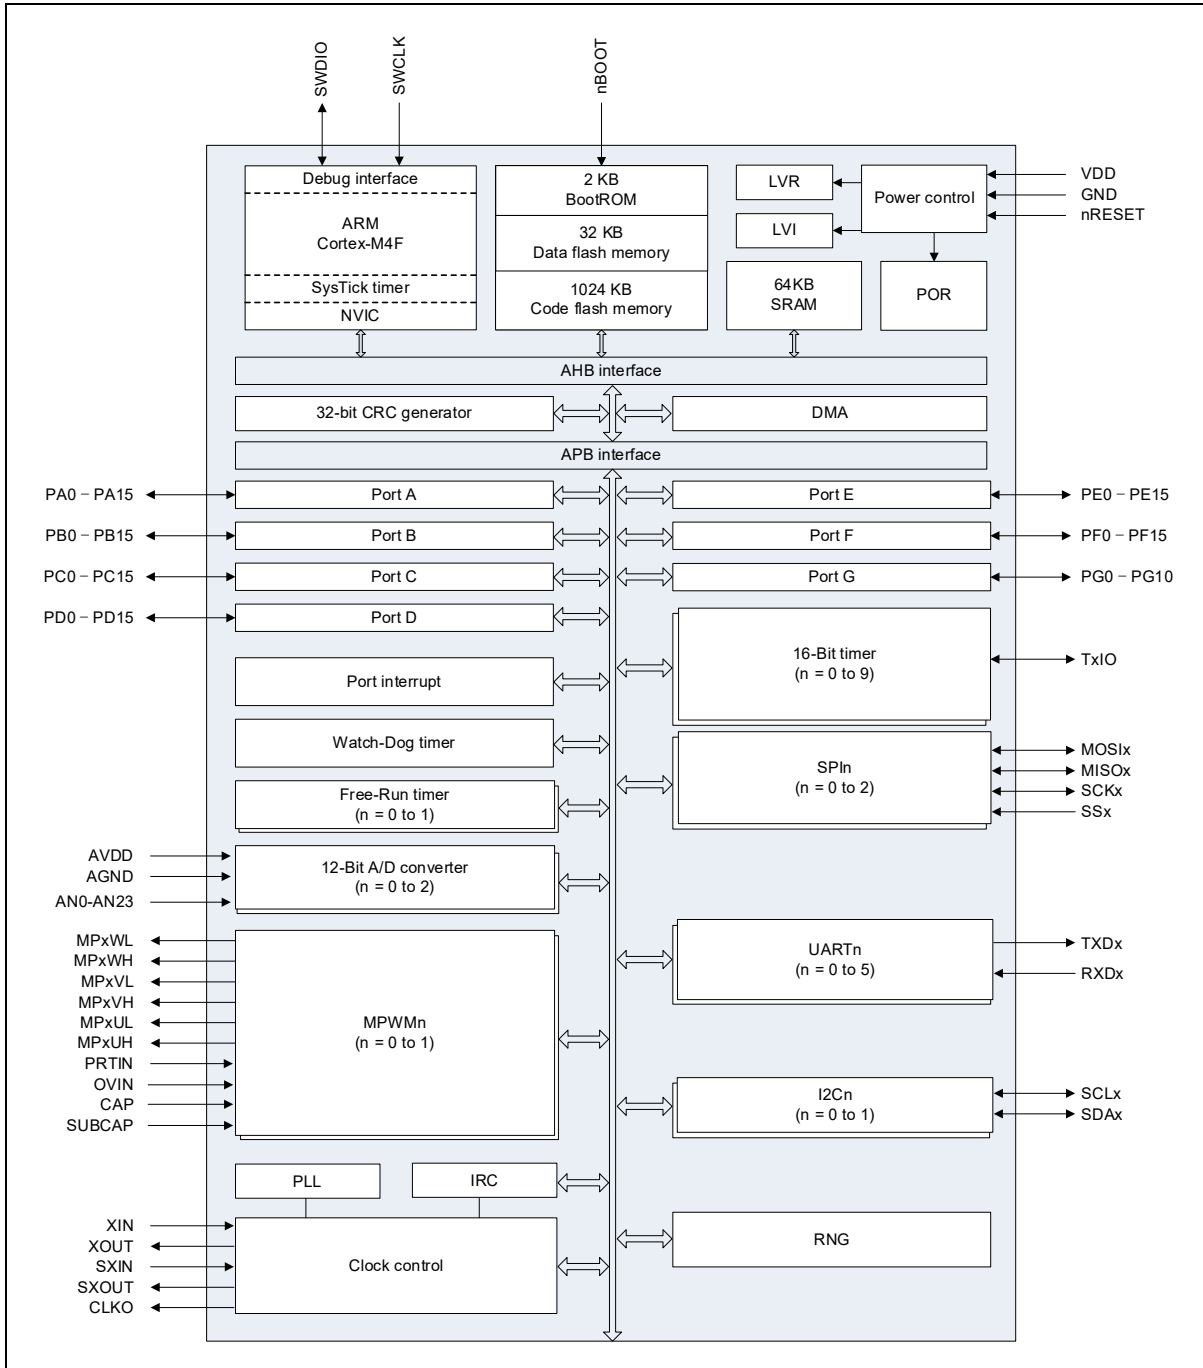 SWDIO
SWCLK
nBOOT
Debug interface
ARM
Cortex-M4F
SysTick timer
NVIC
2 KB
BootROM
32 KB
Data flash memory
1024 KB
Code flash memory
LVR
LVI
Power control
VDD
GND
nRESET
64KB
SRAM
POR
AHB interface
32-bit CRC generator
DMA
APB interface
PA0 – PA15
Port A
Port E
PE0 – PE15
PB0 – PB15
Port B
Port F
PF0 – PF15
PC0 – PC15
Port C
Port G
PG0 – PG10
PD0 – PD15
Port D
16-Bit timer
(n = 0 to 9)
TxIO
Port interrupt
Watch-Dog timer
SPIn
(n = 0 to 2)
MOSIx
MISOx
SCKx
SSx
Free-Run timer
(n = 0 to 1)
AVDD
AGND
AN0-AN23
12-Bit A/D converter
(n = 0 to 2)
MPxWL
MPxWH
MPxVL
MPxVH
MPxUL
MPxUH
PRTIN
OVIN
CAP
SUBCAP
MPWMn
(n = 0 to 1)
UARTn
(n = 0 to 5)
TXDx
RXDx
I2Cn
(n = 0 to 1)
SCLx
SDAx
PLL
IRC
XIN
XOUT
SXIN
SXOUT
CLKO
Clock control
RNG